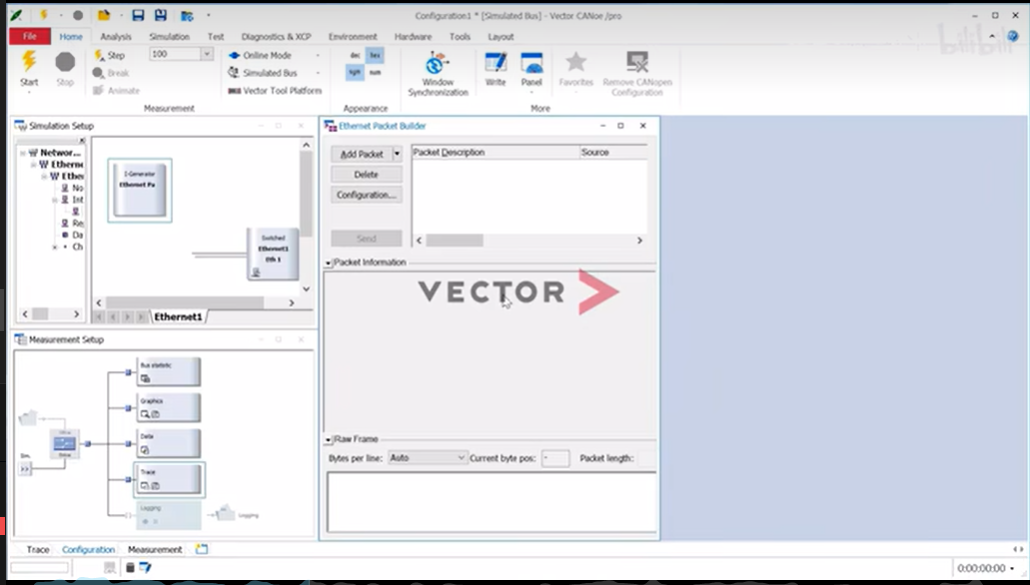 Configuration1 * [Simulated Bus] - Vector CANoe /pro
File Home Analysis Simulation Test Diagnostics & XCP Environment Hardware Tools Layout
bilibili
Start
Stop
Step
Break
Animate
100
Measurement
Online Mode
Simulated Bus
Vector Tool Platform
dec hex
sym num
Appearance
Window
Synchronization
Write
Panel
Favorites
Remove CANopen
Configuration
More
Simulation Setup
Networ...
Ethern
Ether
No
Int
Re
Da
Ch
I-Generator
Ethernet Pa
Switched
Ethernet1
Eth 1
Ethernet1
Measurement Setup
Sim.
Bus statistic
Graphics
Data
Trace
Logging
Logging
Ethernet Packet Builder
Add Packet
Delete
Configuration...
Send
Packet Description Source
Packet Information
VECTOR
Raw Frame
Bytes per line: Auto Current byte pos: - Packet length:
Trace Configuration Measurement
0:00:00:00